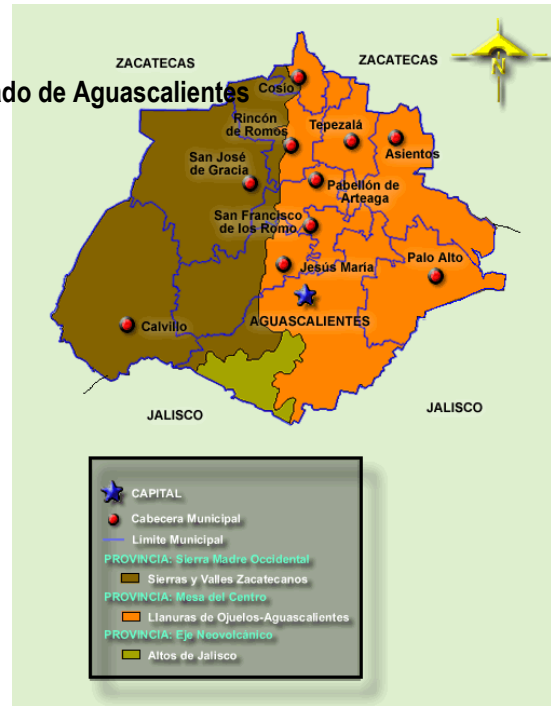 ZACATECAS
ZACATECAS
N
ado de Aguascalientes
Cosío
Rincón
de Romos
Tepezalá
Asientos
San José
de Gracia
Pabellón de
Arteaga
San Francisco
de los Romo
Palo Alto
Jesús María
AGUASCALIENTES
Calvillo
JALISCO
JALISCO
CAPITAL
Cabecera Municipal
Límite Municipal
PROVINCIA: Sierra Madre Occidental
Sierras y Valles Zacatecanos
PROVINCIA: Mesa del Centro
Llanuras de Ojuelos-Aguascalientes
PROVINCIA: Eje Neovolcánico
Altos de Jalisco